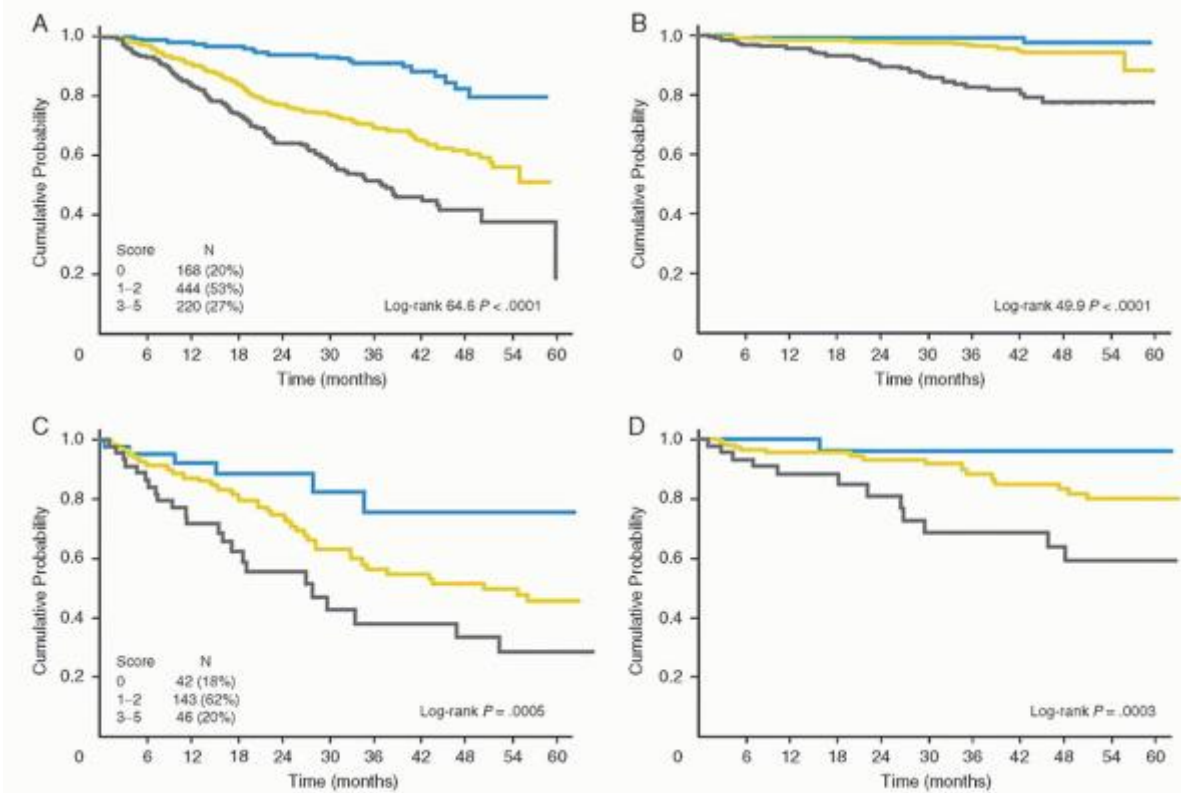 A
Cumulative Probability
1.0
0.8
0.6
0.4
0.2
0
Score N
0 168 (20%)
1–2 444 (53%)
3–5 220 (27%)
Log-rank 64.6 P < .0001
6 12 18 24 30 36 42 48 54 60
Time (months)
B
Cumulative Probability
1.0
0.8
0.6
0.4
0.2
0
Log-rank 49.9 P < .0001
6 12 18 24 30 36 42 48 54 60
Time (months)
C
Cumulative Probability
1.0
0.8
0.6
0.4
0.2
0
Score N
0 42 (18%)
1–2 143 (62%)
3–5 46 (20%)
Log-rank P = .0005
6 12 18 24 30 36 42 48 54 60
Time (months)
D
Cumulative Probability
1.0
0.8
0.6
0.4
0.2
0
Log-rank P = .0003
6 12 18 24 30 36 42 48 54 60
Time (months)